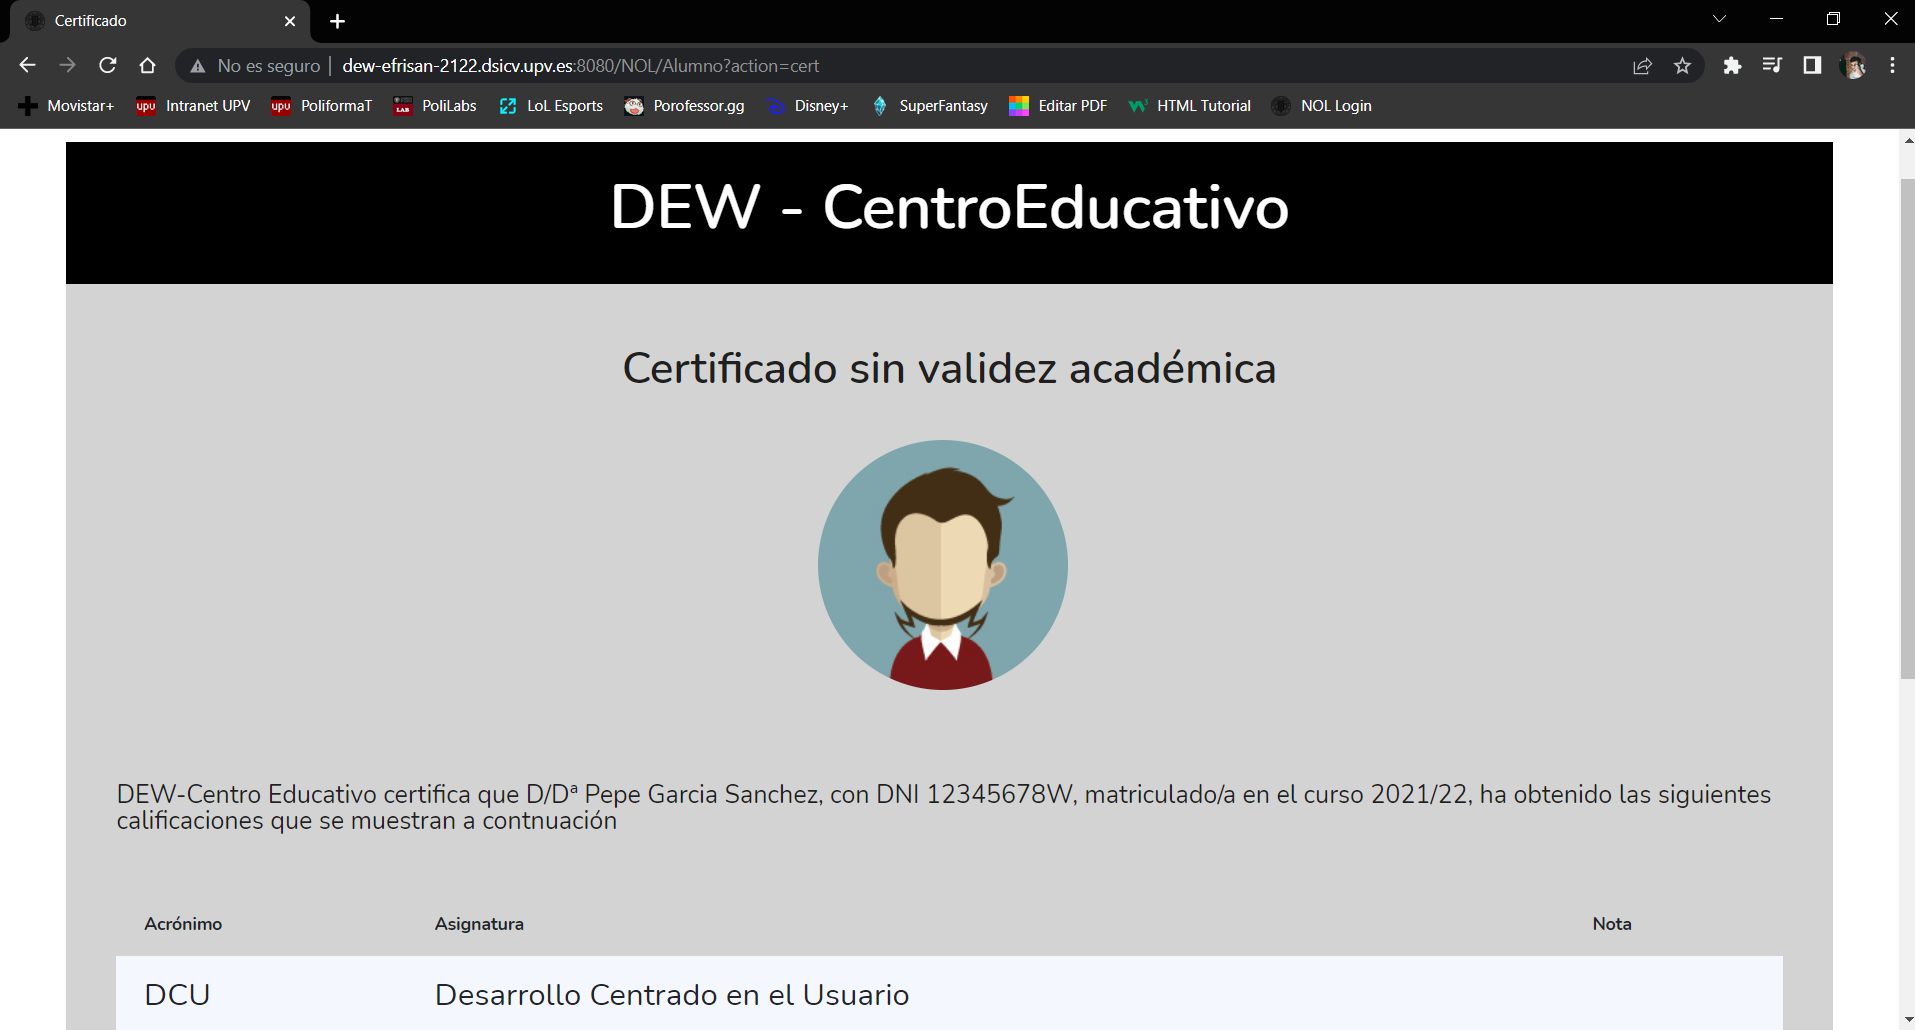 Certificado
No es seguro | dew-efrisan-2122.dsicv.upv.es:8080/NOL/Alumno?action=cert
Movistar+ upv Intranet UPV upv PoliformaT LAB PoliLabs LoL Esports Porofessor.gg Disney+ SuperFantasy Editar PDF HTML Tutorial NOL Login
DEW - CentroEducativo
Certificado sin validez académica
DEW-Centro Educativo certifica que D/Dª Pepe Garcia Sanchez, con DNI 12345678W, matriculado/a en el curso 2021/22, ha obtenido las siguientes
calificaciones que se muestran a contnuación
Acrónimo Asignatura Nota
DCU Desarrollo Centrado en el Usuario